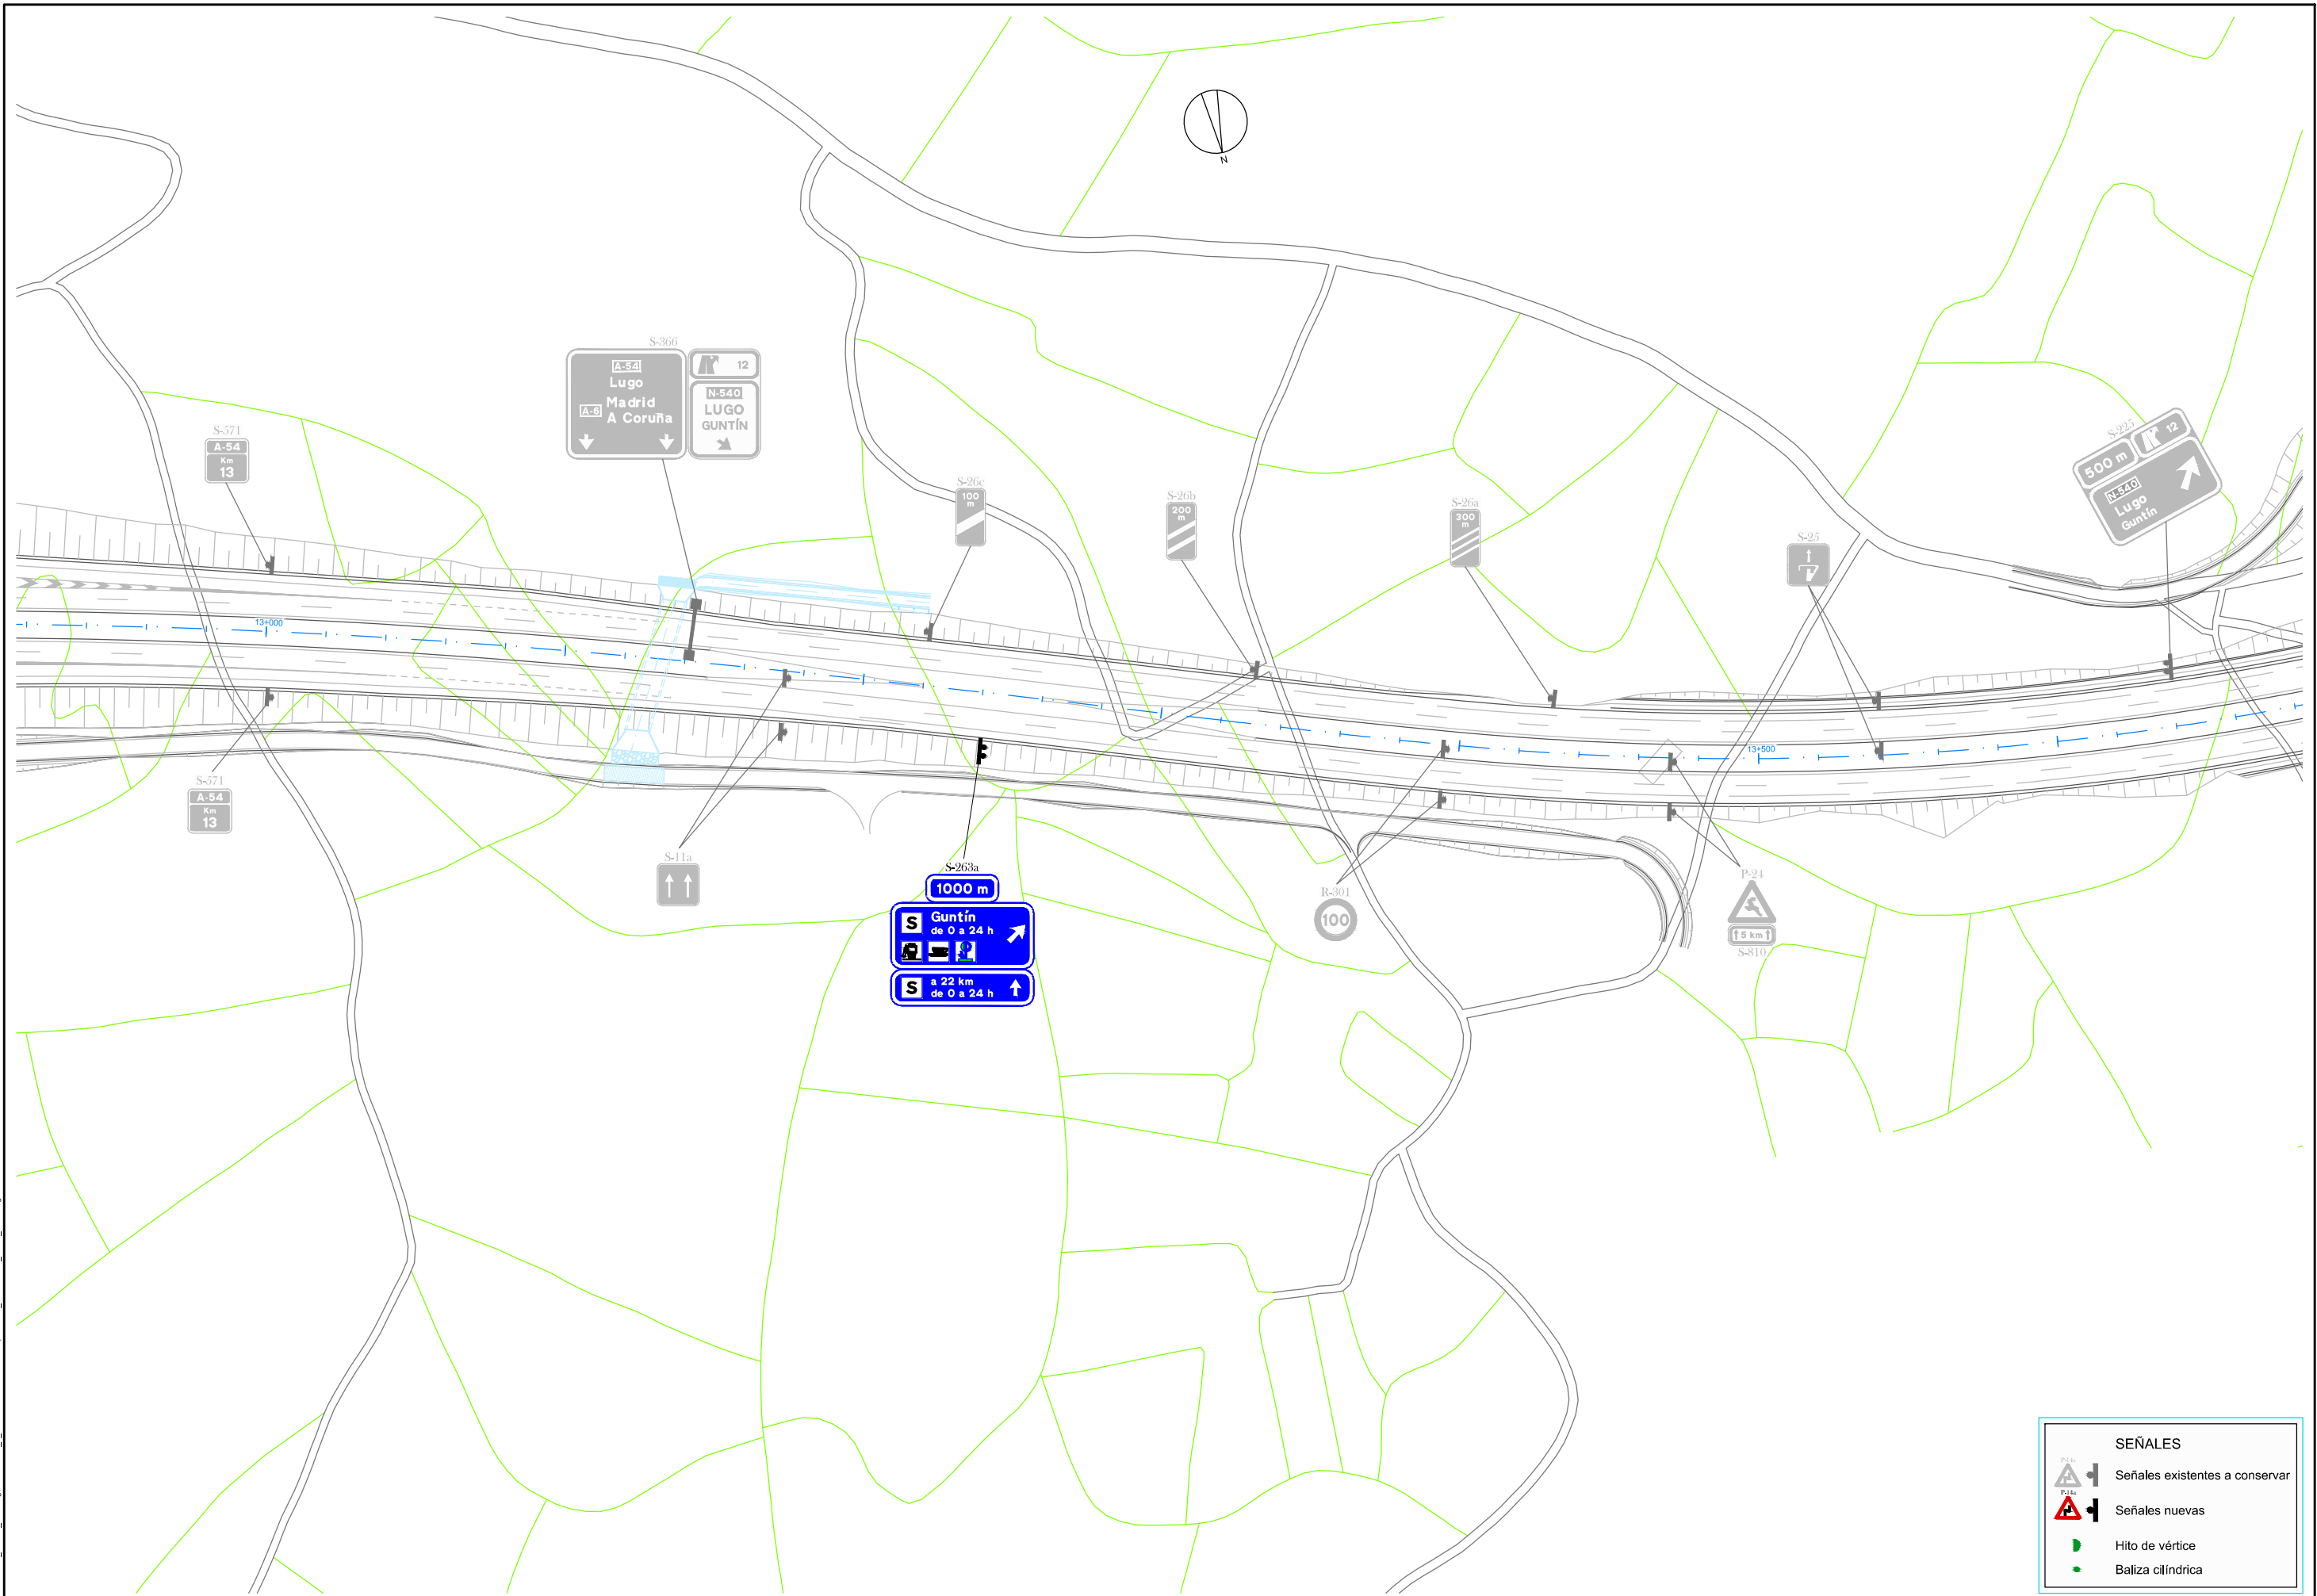 N
S-366
A-54
Lugo
A-6
Madrid
A Coruña
12
N-540
LUGO
GUNTÍN
S-571
A-54
Km
13
S-26c
100
m
S-26b
200
m
S-26a
300
m
S-25
S-225
500 m
12
N-540
Lugo
Guntín
13+000
13+500
S-571
A-54
Km
13
S-11a
S-263a
1000 m
S
Guntín
de 0 a 24 h
S
a 22 km
de 0 a 24 h
R-301
100
P-24
5 km
S-810
SEÑALES
P-14a
Señales existentes a conservar
P-14a
Señales nuevas
Hito de vértice
Baliza cilíndrica